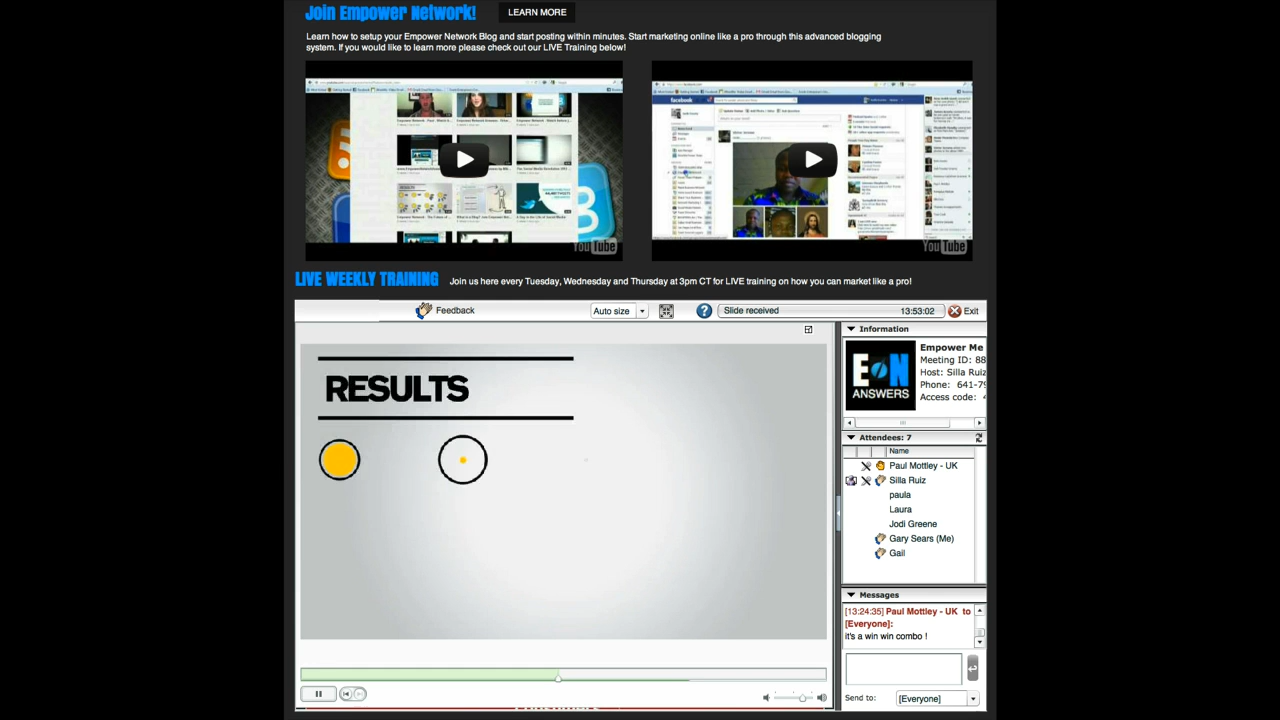 Join Empower Network!
LEARN MORE
Learn how to setup your Empower Network Blog and start posting within minutes. Start marketing online like a pro through this advanced blogging
system. If you would like to learn more please check out our LIVE Training below!
facebook
YouTube
YouTube
LIVE WEEKLY TRAINING
Join us here every Tuesday, Wednesday and Thursday at 3pm CT for LIVE training on how you can market like a pro!
Feedback
Auto size
?
Slide received
13:53:02
Exit
RESULTS
Information
EN
ANSWERS
Empower Me
Meeting ID: 88
Host: Silla Ruiz
Phone: 641-79
Access code: 4
Attendees: 7
Name
Paul Mottley - UK
Silla Ruiz
paula
Laura
Jodi Greene
Gary Sears (Me)
Gail
Messages
[13:24:35] Paul Mottley - UK to
[Everyone]:
it's a win win combo !
Send to:
[Everyone]